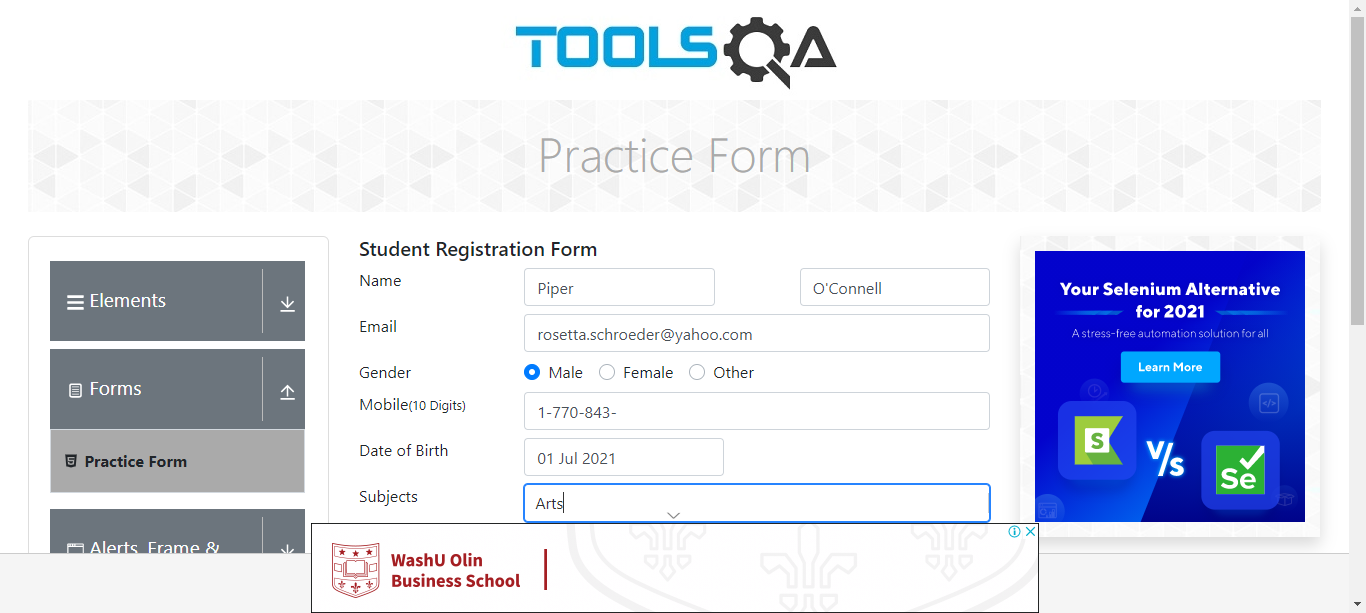 TOOLSQA
Practice Form
Elements
Forms
Practice Form
Alerts, Frame &
Student Registration Form
Name
Piper
O'Connell
Email
rosetta.schroeder@yahoo.com
Gender
Male
Female
Other
Mobile(10 Digits)
1-770-843-
Date of Birth
01 Jul 2021
Subjects
Arts
Your Selenium Alternative
for 2021
A stress-free automation solution for all
Learn More
S
V/s
Se
WashU Olin
Business School